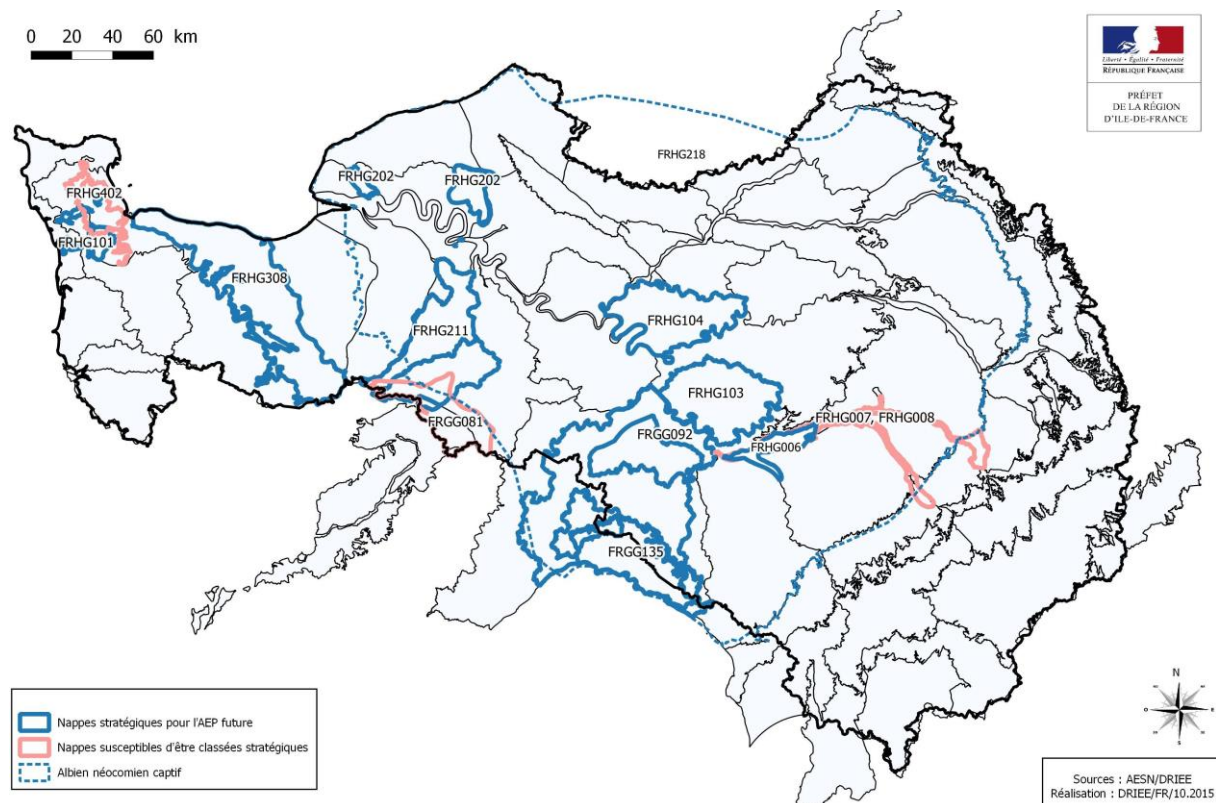 0 20 40 60 km
Liberté • Égalité • Fraternité
RÉPUBLIQUE FRANÇAISE
PRÉFET
DE LA RÉGION
D'ILE-DE-FRANCE
FRHG218
FRHG402
FRHG202
FRHG202
FRHG101
FRHG308
FRHG211
FRHG104
FRHG103
FRGG081
FRGG092
FRHG007, FRHG008
FRHG006
FRGG135
Nappes stratégiques pour l'AEP future
Nappes susceptibles d'être classées stratégiques
Albien néocomien captif
N
O
E
S
Sources : AESN/DRIEE
Réalisation : DRIEE/FR/10.2015